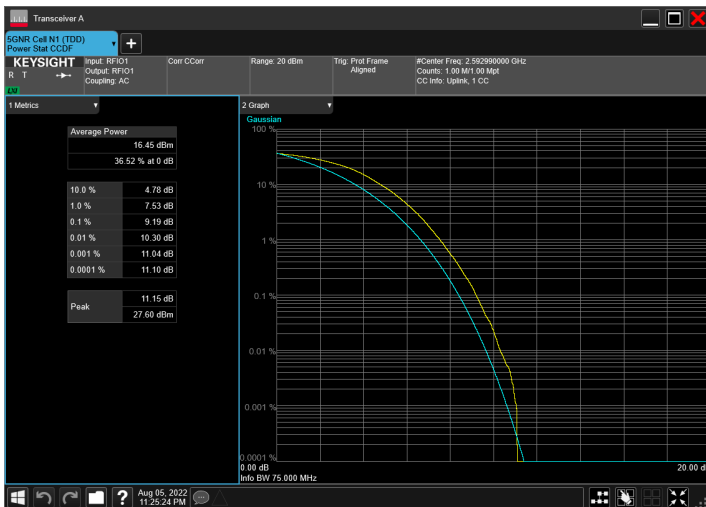 Transceiver A
5GNR Cell N1 (TDD)
Power Stat CCDF
KEYSIGHT
R T
LXI
Input: RFIO1
Output: RFIO1
Coupling: AC
Corr CCorr
Range: 20 dBm
Trig: Prot Frame
Aligned
#Center Freq: 2.592990000 GHz
Counts: 1.00 M/1.00 Mpt
CC Info: Uplink, 1 CC
1 Metrics
Average Power
16.45 dBm
36.52 % at 0 dB
10.0 % 4.78 dB
1.0 % 7.53 dB
0.1 % 9.19 dB
0.01 % 10.30 dB
0.001 % 11.04 dB
0.0001 % 11.10 dB
Peak
11.15 dB
27.60 dBm
2 Graph
Gaussian
100 %
10 %
1 %
0.1 %
0.01 %
0.001 %
0.0001 %
0.00 dB
20.00 d
Info BW 75.000 MHz
?
Aug 05, 2022
11:25:24 PM